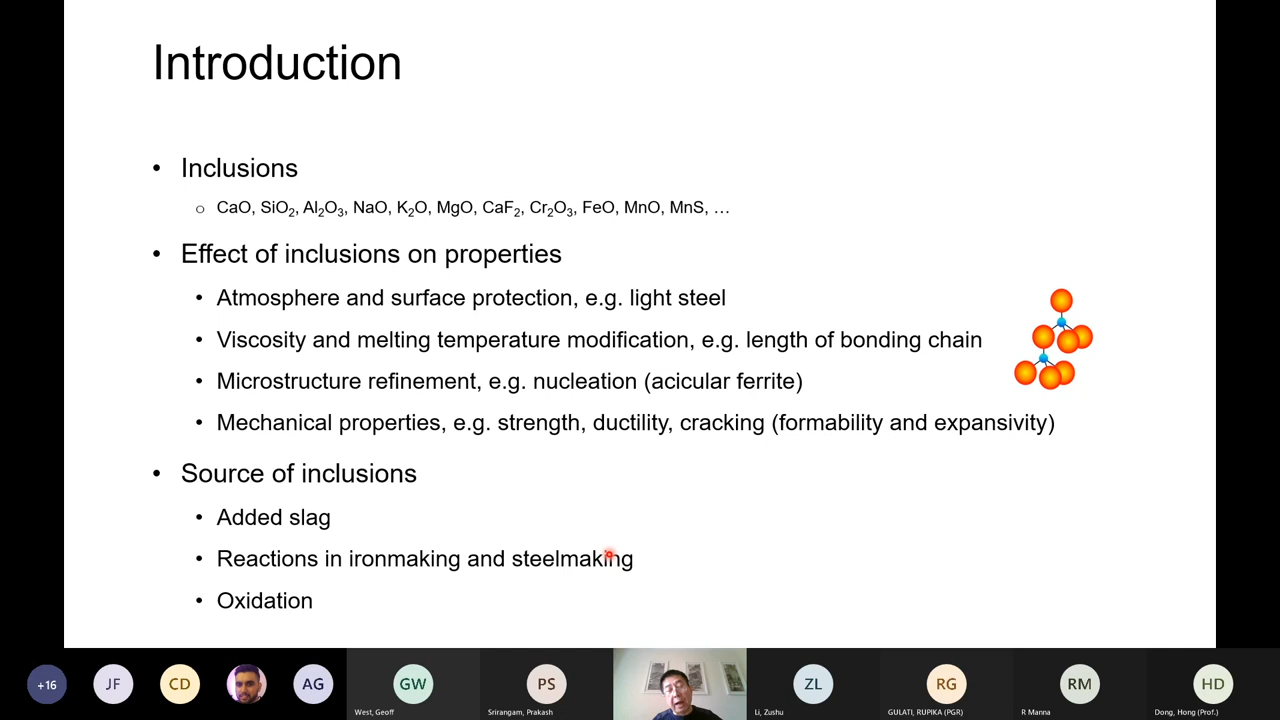 Introduction
• Inclusions
○ CaO, SiO₂, Al₂O₃, NaO, K₂O, MgO, CaF₂, Cr₂O₃, FeO, MnO, MnS, …
• Effect of inclusions on properties
• Atmosphere and surface protection, e.g. light steel
• Viscosity and melting temperature modification, e.g. length of bonding chain
• Microstructure refinement, e.g. nucleation (acicular ferrite)
• Mechanical properties, e.g. strength, ductility, cracking (formability and expansivity)
• Source of inclusions
• Added slag
• Reactions in ironmaking and steelmaking
• Oxidation
+16 JF CD AG GW PS ZL RG RM HD
West, Geoff Srirangam, Prakash Li, Zushu GULATI, RUPIKA (PGR) R Manna Dong, Hong (Prof.)